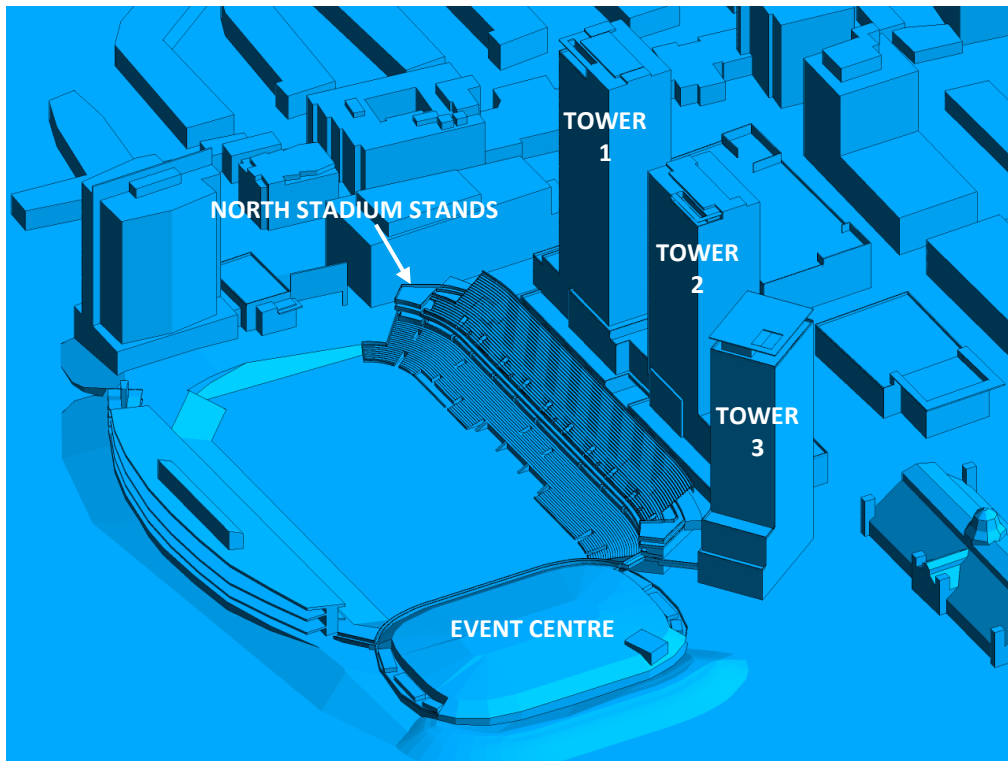 TOWER
1
NORTH STADIUM STANDS
TOWER
2
TOWER
3
EVENT CENTRE